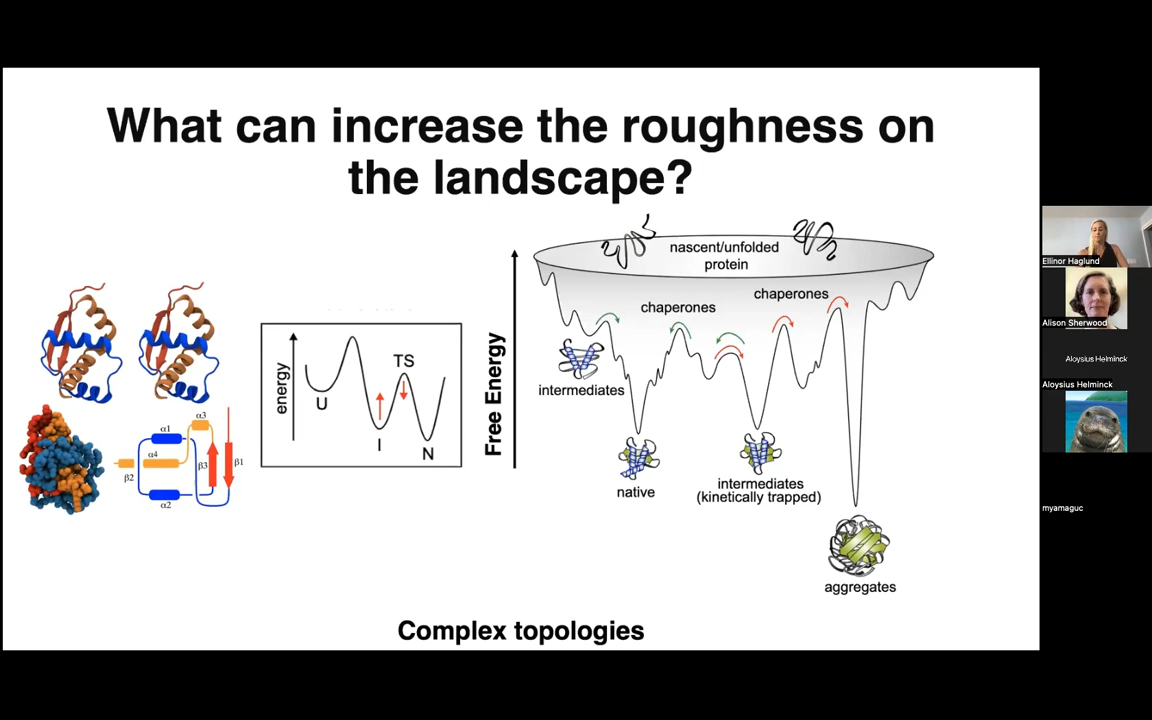 What can increase the roughness on
the landscape?
nascent/unfolded
protein
chaperones
chaperones
Free Energy
intermediates
native
intermediates
(kinetically trapped)
aggregates
energy
U
I
TS
N
α1
α3
α4
β2
β3
β1
α2
Complex topologies
Ellinor Haglund
Alison Sherwood
Aloysius Helminck
Aloysius Helminck
myamaguc